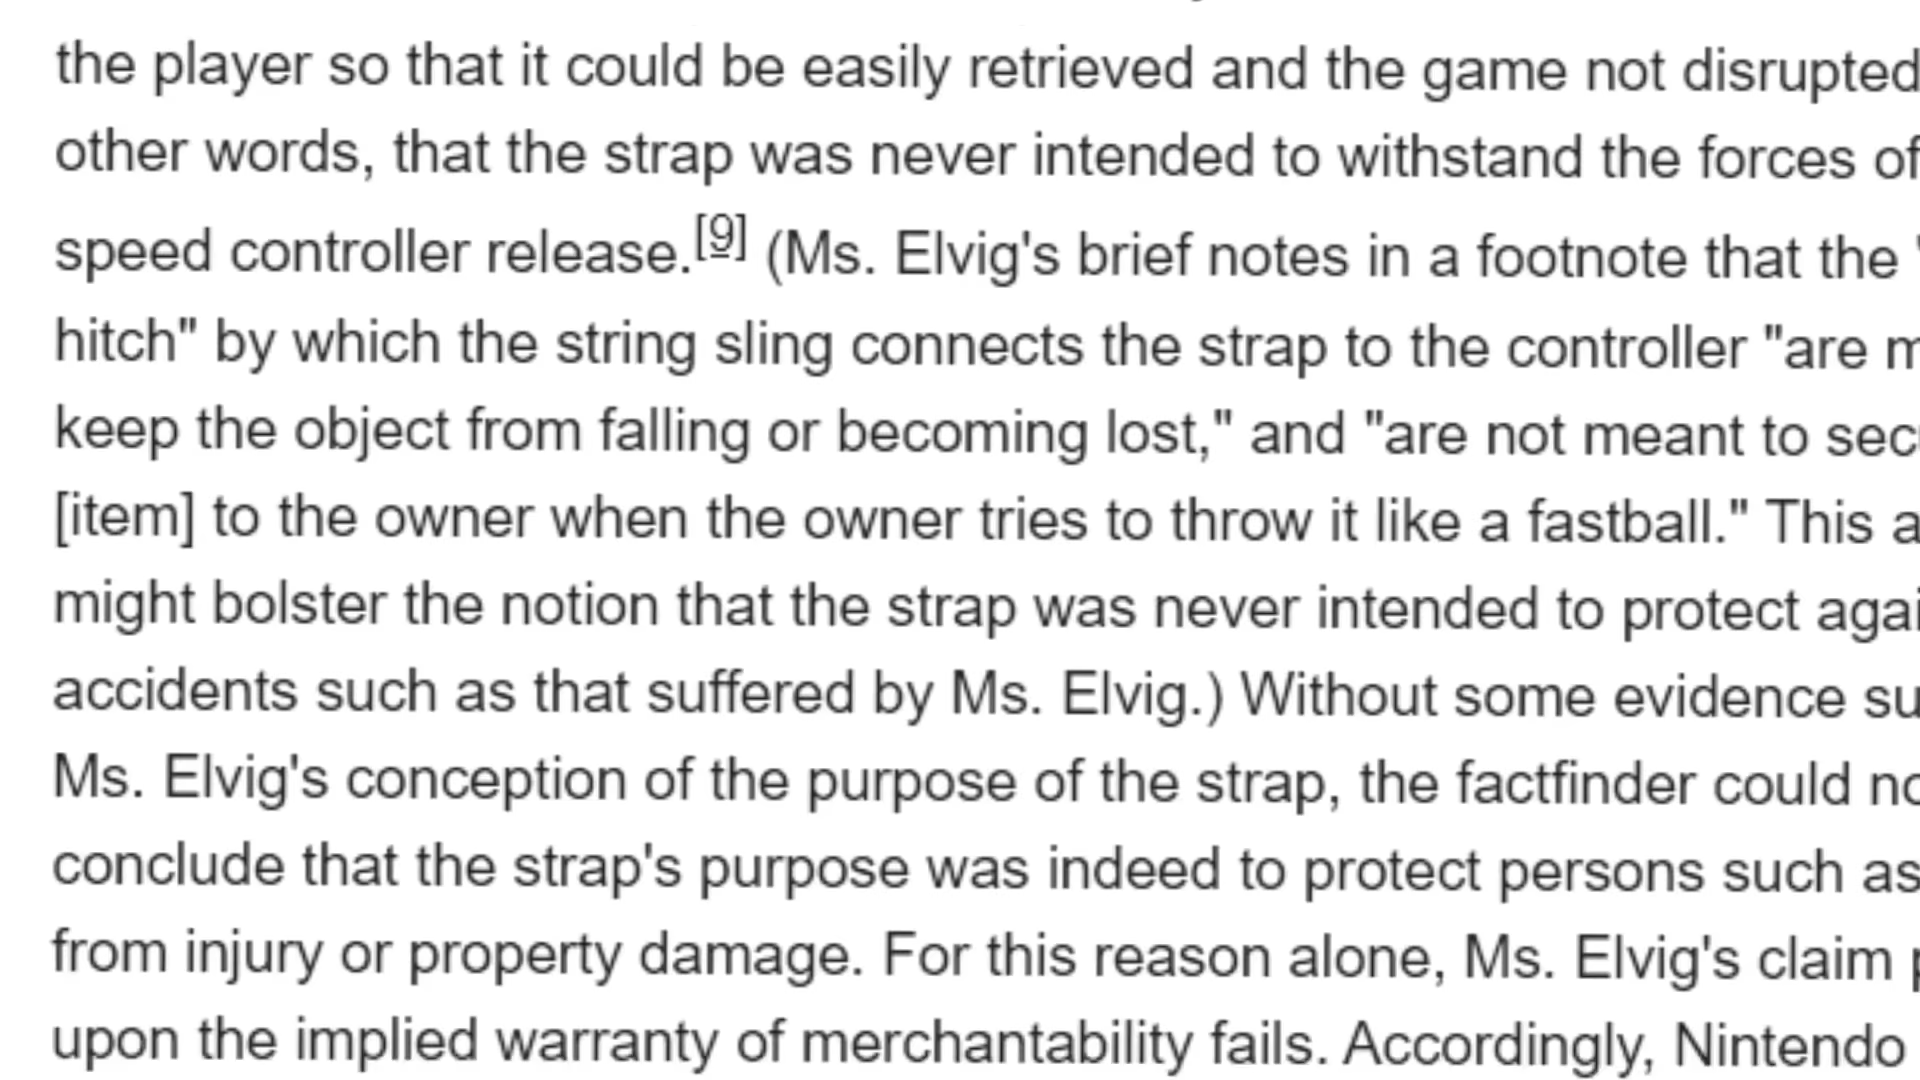 the player so that it could be easily retrieved and the game not disrupted
other words, that the strap was never intended to withstand the forces of
speed controller release.[9] (Ms. Elvig's brief notes in a footnote that the "
hitch" by which the string sling connects the strap to the controller "are
keep the object from falling or becoming lost," and "are not meant to
[item] to the owner when the owner tries to throw it like a fastball." This
might bolster the notion that the strap was never intended to protect
accidents such as that suffered by Ms. Elvig.) Without some evidence
Ms. Elvig's conception of the purpose of the strap, the factfinder could
conclude that the strap's purpose was indeed to protect persons such as
from injury or property damage. For this reason alone, Ms. Elvig's claim
upon the implied warranty of merchantability fails. Accordingly, Nintendo